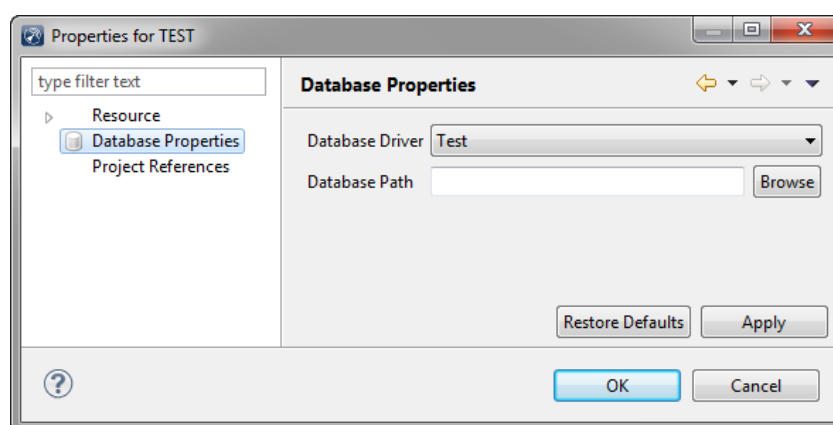 Properties for TEST
type filter text
Resource
Database Properties
Project References
Database Properties
Database Driver Test
Database Path Browse
Restore Defaults Apply
? OK Cancel